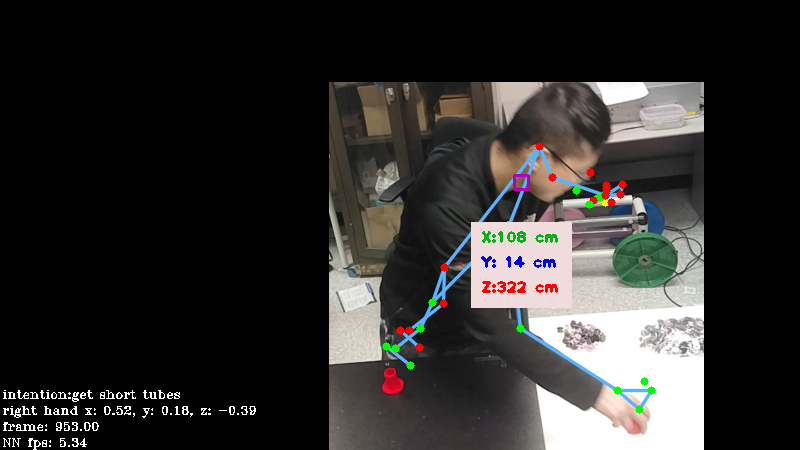 X:108 cm
Y: 14 cm
Z:322 cm
intention:get short tubes
right hand x: 0.52, y: 0.18, z: -0.39
frame: 953.00
NN fps: 5.34